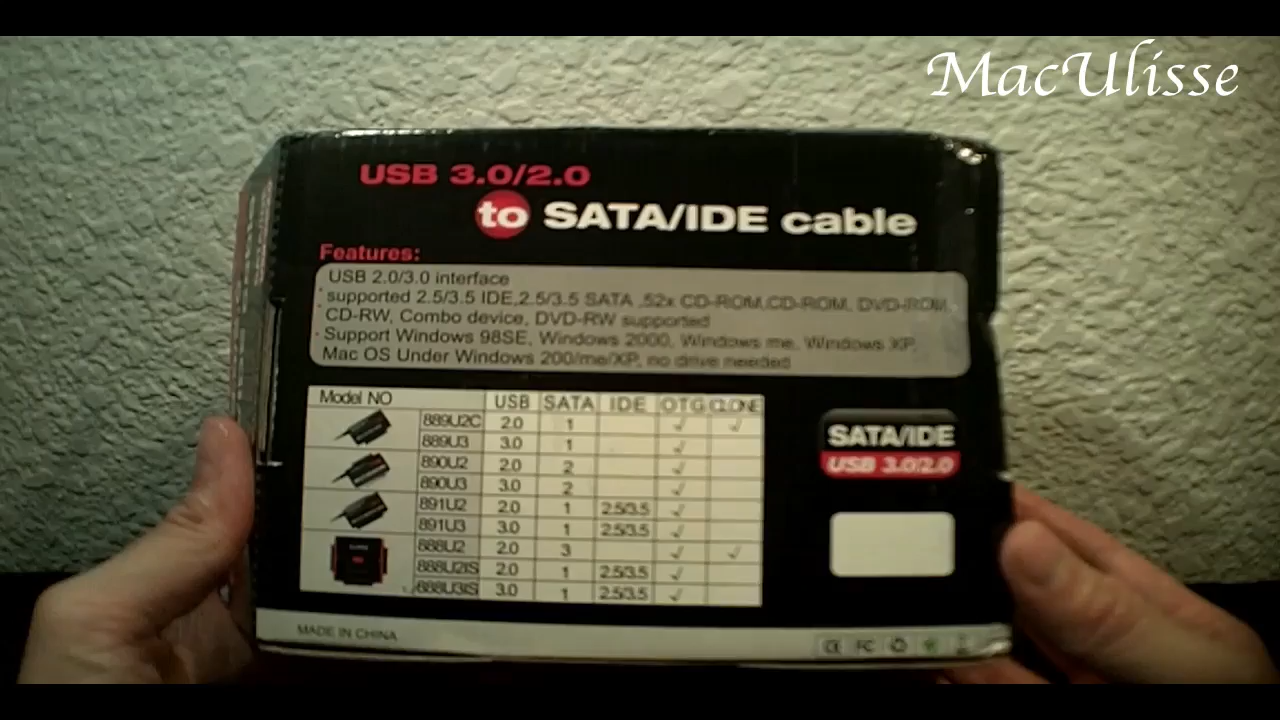 MacUlisse
USB 3.0/2.0
to SATA/IDE cable
Features:
USB 2.0/3.0 interface
· supported 2.5/3.5 IDE,2.5/3.5 SATA ,52x CD-ROM,CD-ROM, DVD-ROM,
CD-RW, Combo device, DVD-RW supported
· Support Windows 98SE, Windows 2000, Windows me, Windows XP,
Mac OS Under Windows 200/me/XP, no drive needed
Model NO USB SATA IDE OTG CLONE
889U2C 2.0 1 √ √
889U3 3.0 1 √
890U2 2.0 2 √
890U3 3.0 2 √
891U2 2.0 1 2.5/3.5 √
891U3 3.0 1 2.5/3.5 √
888U2 2.0 3 √ √
888U2IS 2.0 1 2.5/3.5 √
888U3IS 3.0 1 2.5/3.5 √
SATA/IDE
USB 3.0/2.0
MADE IN CHINA
CE FC